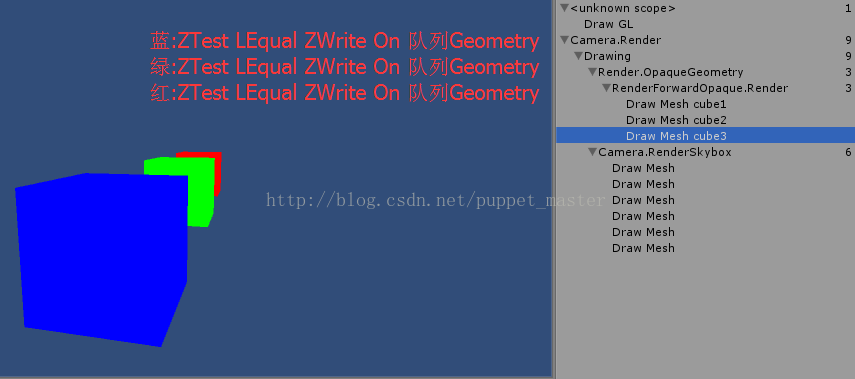 蓝:ZTest LEqual ZWrite On 队列Geometry
绿:ZTest LEqual ZWrite On 队列Geometry
红:ZTest LEqual ZWrite On 队列Geometry
http://blog.csdn.net/puppet_master
<unknown scope> 1
Draw GL
Camera.Render 9
Drawing 9
Render.OpaqueGeometry 3
RenderForwardOpaque.Render 3
Draw Mesh cube1
Draw Mesh cube2
Draw Mesh cube3
Camera.RenderSkybox 6
Draw Mesh
Draw Mesh
Draw Mesh
Draw Mesh
Draw Mesh
Draw Mesh